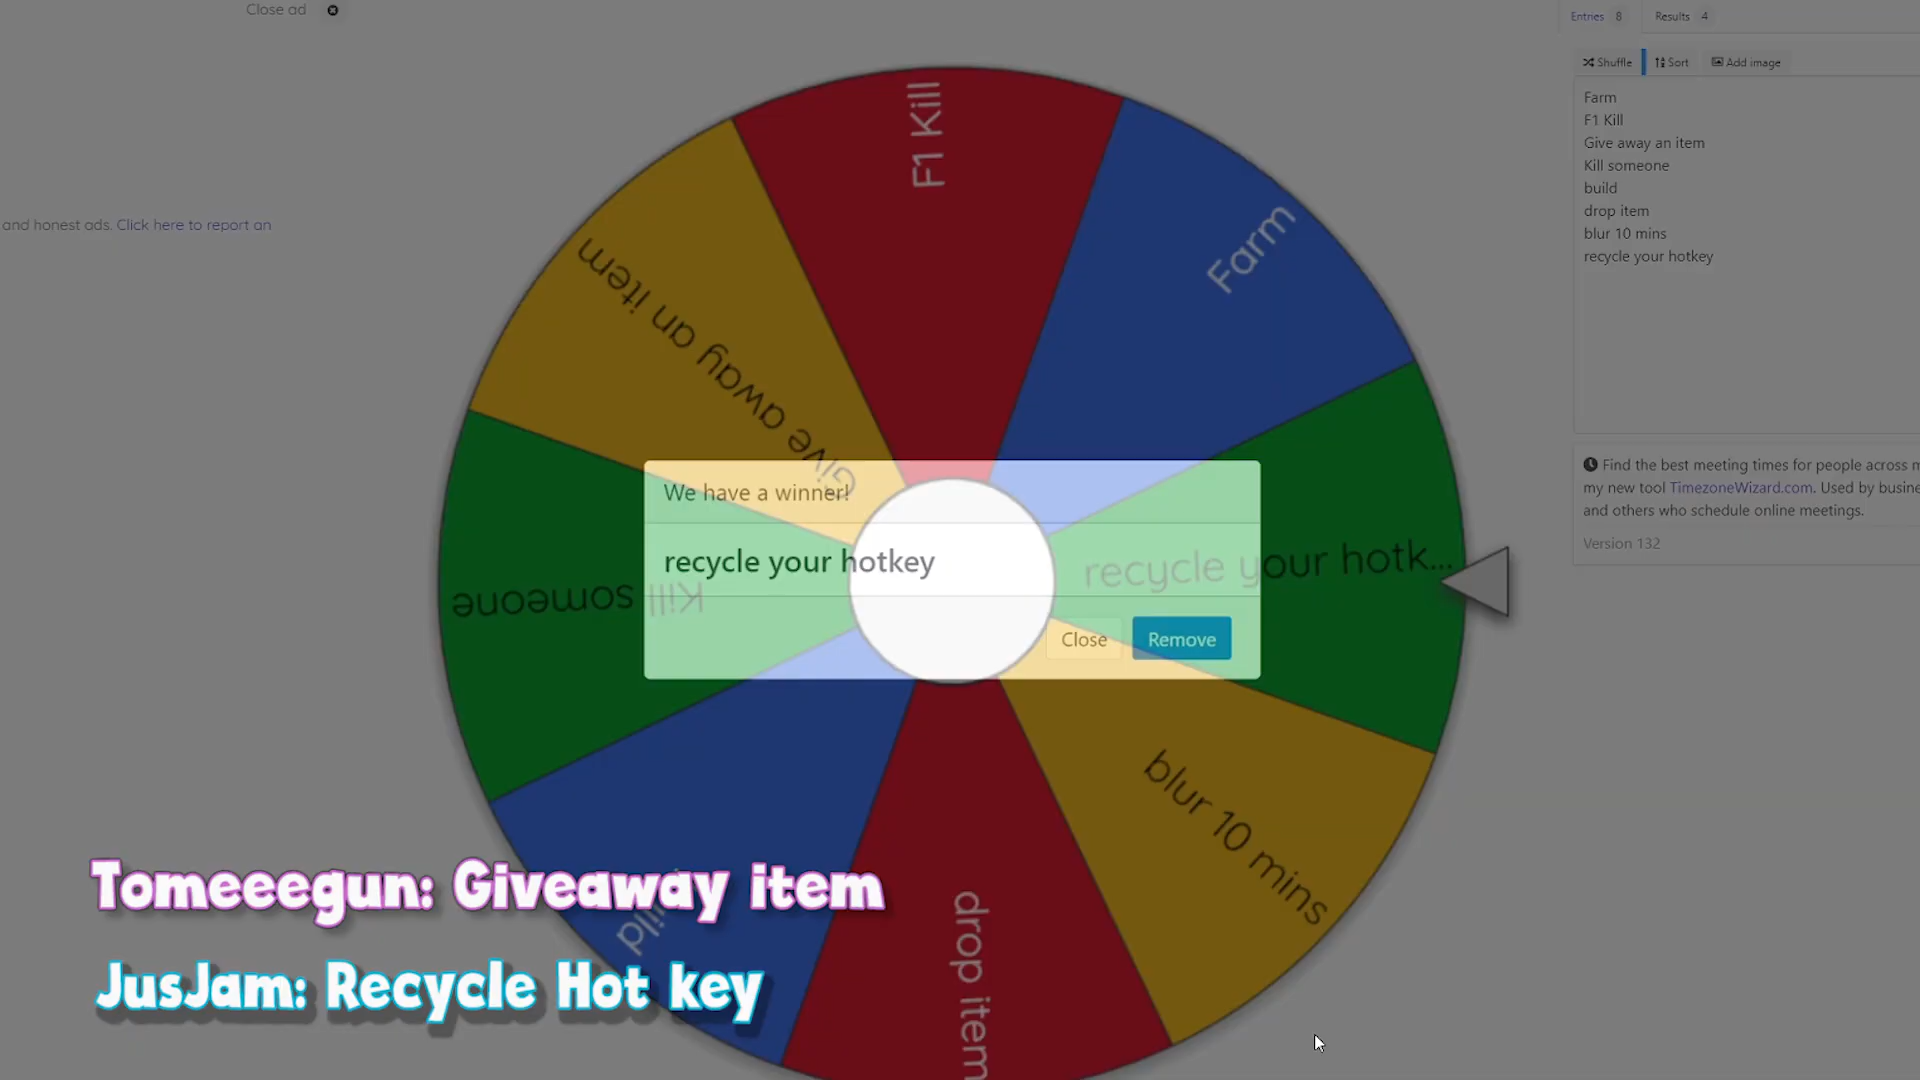 Close ad
Entries 8 Results 4
Shuffle Sort Add image
Farm
F1 Kill
Give away an item
Kill someone
build
drop item
blur 10 mins
recycle your hotkey
and honest ads. Click here to report an
F1 Kill
Farm
Give away an item
We have a winner!
recycle your hotkey
Close Remove
recycle your hotk...
Kill someone
blur 10 mins
drop item
Find the best meeting times for people across
my new tool TimezoneWizard.com. Used by
and others who schedule online meetings.
Version 132
Tomeeegun: Giveaway item
JusJam: Recycle Hot key